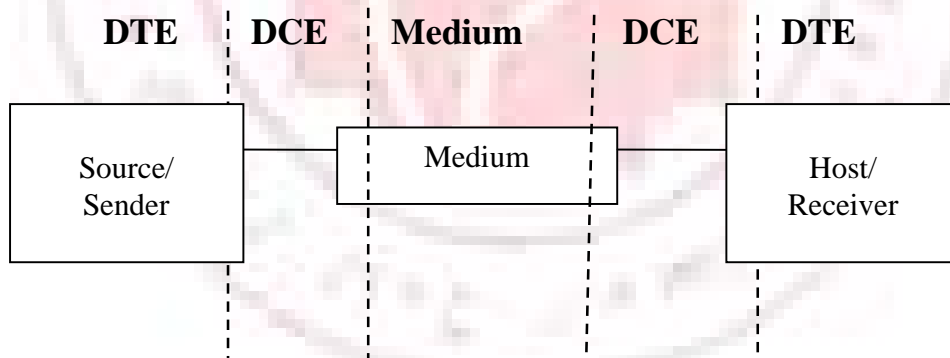 DTE DCE Medium DCE DTE
Source/
Sender
Medium
Host/
Receiver